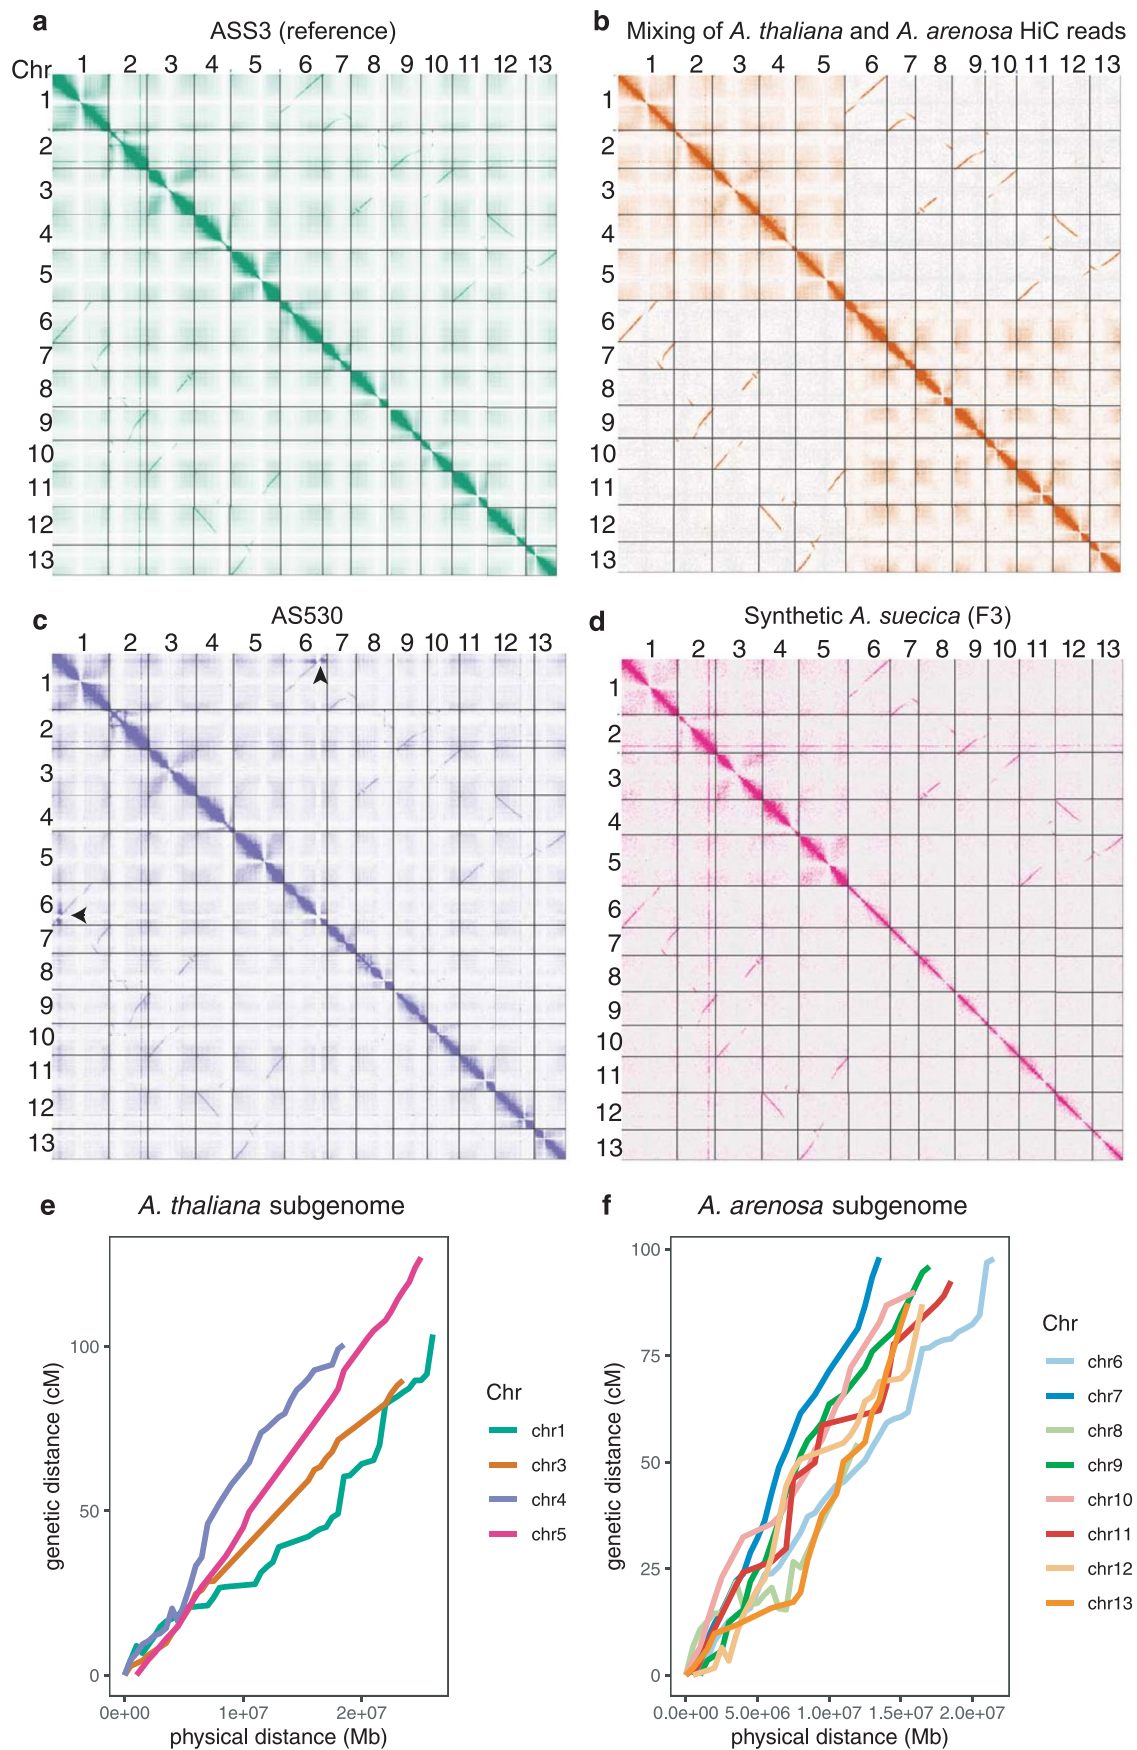 a
ASS3 (reference)
Chr 1 2 3 4 5 6 7 8 9 10 11 12 13
1
2
3
4
5
6
7
8
9
10
11
12
13
b
Mixing of A. thaliana and A. arenosa HiC reads
1 2 3 4 5 6 7 8 9 10 11 12 13
1
2
3
4
5
6
7
8
9
10
11
12
13
c
AS530
1 2 3 4 5 6 7 8 9 10 11 12 13
1
2
3
4
5
6
7
8
9
10
11
12
13
d
Synthetic A. suecica (F3)
1 2 3 4 5 6 7 8 9 10 11 12 13
1
2
3
4
5
6
7
8
9
10
11
12
13
e
A. thaliana subgenome
genetic distance (cM)
100
50
0
0e+00 1e+07 2e+07
physical distance (Mb)
Chr
chr1
chr3
chr4
chr5
f
A. arenosa subgenome
genetic distance (cM)
100
75
50
25
0
0.0e+00 5.0e+06 1.0e+07 1.5e+07 2.0e+07
physical distance (Mb)
Chr
chr6
chr7
chr8
chr9
chr10
chr11
chr12
chr13